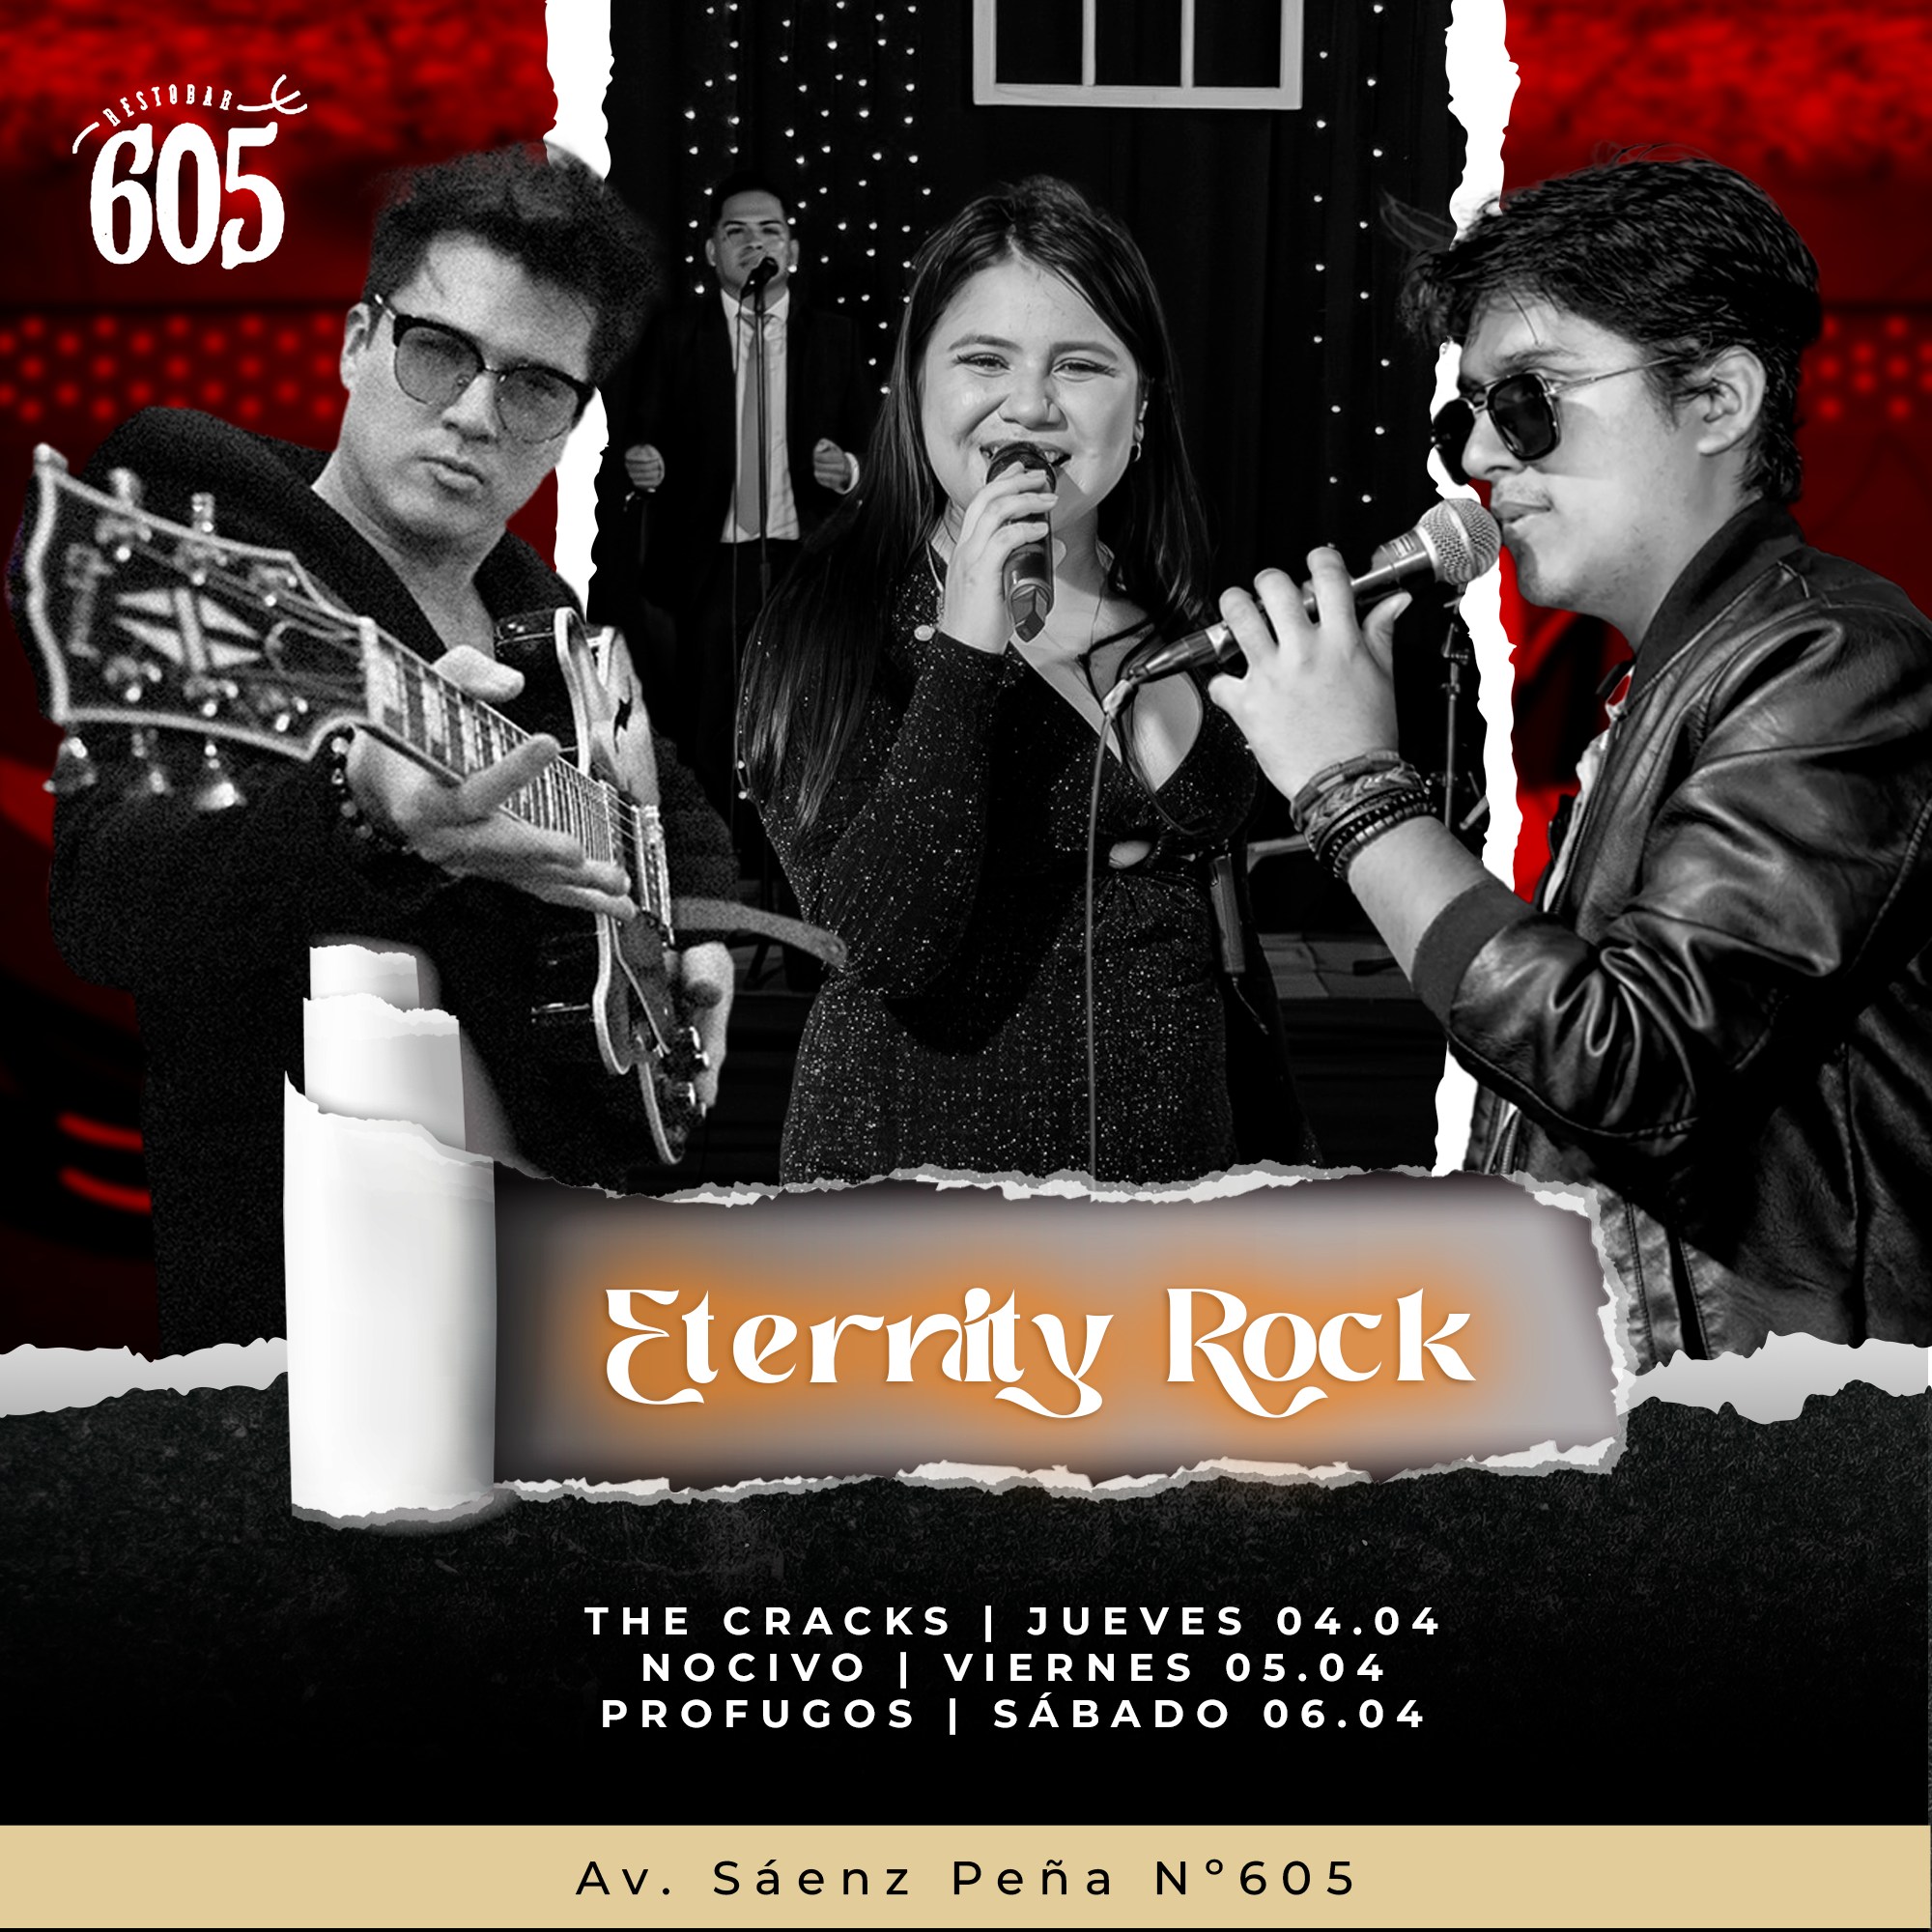 RESTOBAR
605
Eternity Rock
THE CRACKS | JUEVES 04.04
NOCIVO | VIERNES 05.04
PROFUGOS | SÁBADO 06.04
Av. Sáenz Peña N°605